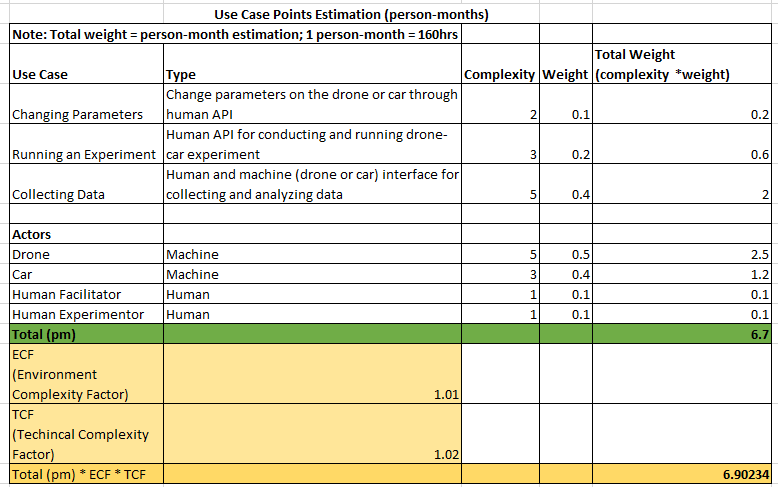 Use Case Points Estimation (person-months)
Note: Total weight = person-month estimation; 1 person-month = 160hrs
Total Weight
Use Case Type Complexity Weight (complexity *weight)
Change parameters on the drone or car through
Changing Parameters human API 2 0.1 0.2
Human API for conducting and running drone-
Running an Experiment car experiment 3 0.2 0.6
Human and machine (drone or car) interface for
Collecting Data collecting and analyzing data 5 0.4 2
Actors
Drone Machine 5 0.5 2.5
Car Machine 3 0.4 1.2
Human Facilitator Human 1 0.1 0.1
Human Experimentor Human 1 0.1 0.1
Total (pm) 6.7
ECF
(Environment
Complexity Factor) 1.01
TCF
(Techincal Complexity
Factor) 1.02
Total (pm) * ECF * TCF 6.90234